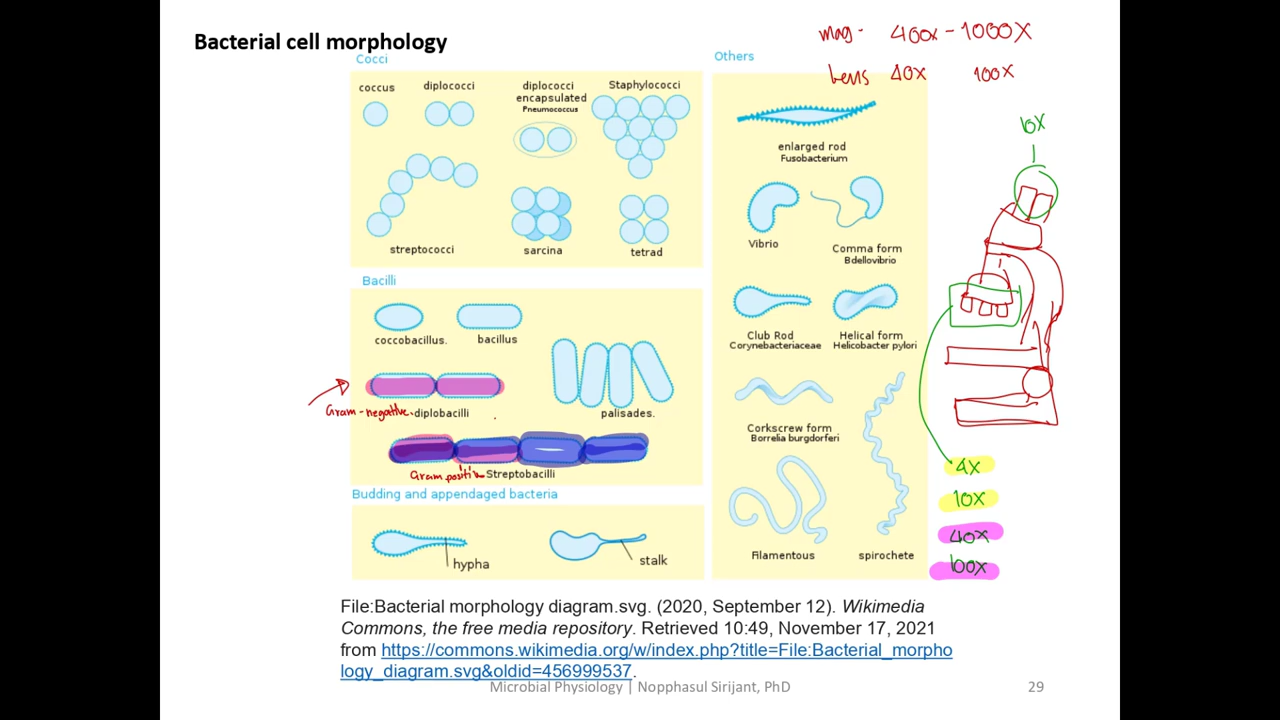 Bacterial cell morphology
mag. 400x - 1000x
lens 40x 100x
Cocci
coccus
diplococci
diplococci
encapsulated
Pneumococcus
Staphylococci
streptococci
sarcina
tetrad
Bacilli
coccobacillus.
bacillus
Gram-negative
diplobacilli
palisades.
Gram positive
Streptobacilli
Budding and appendaged bacteria
hypha
stalk
Others
enlarged rod
Fusobacterium
Vibrio
Comma form
Bdellovibrio
Club Rod
Corynebacteriaceae
Helical form
Helicobacter pylori
Corkscrew form
Borrelia burgdorferi
Filamentous
spirochete
10x
4x
10x
40x
100x
File:Bacterial morphology diagram.svg. (2020, September 12). Wikimedia
Commons, the free media repository. Retrieved 10:49, November 17, 2021
from https://commons.wikimedia.org/w/index.php?title=File:Bacterial_morpho
logy_diagram.svg&oldid=456999537.
Microbial Physiology | Nopphasul Sirijant, PhD
29